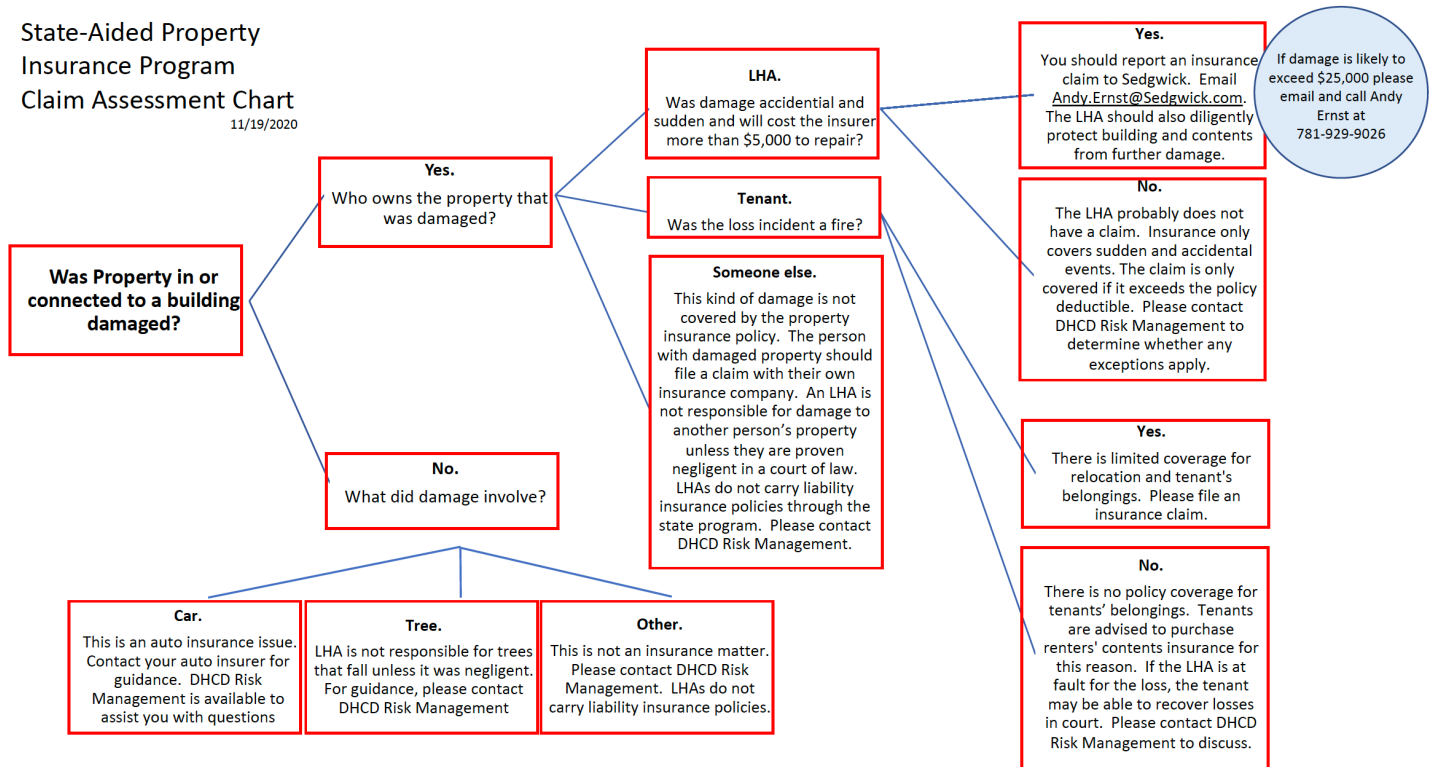 State-Aided Property
Insurance Program
Claim Assessment Chart
11/19/2020
Was Property in or
connected to a building
damaged?
Yes.
Who owns the property that
was damaged?
No.
What did damage involve?
Car.
This is an auto insurance issue.
Contact your auto insurer for
guidance. DHCD Risk
Management is available to
assist you with questions
Tree.
LHA is not responsible for trees
that fall unless it was negligent.
For guidance, please contact
DHCD Risk Management
Other.
This is not an insurance matter.
Please contact DHCD Risk
Management. LHAs do not
carry liability insurance policies.
LHA.
Was damage accidential and
sudden and will cost the insurer
more than $5,000 to repair?
Tenant.
Was the loss incident a fire?
Someone else.
This kind of damage is not
covered by the property
insurance policy. The person
with damaged property should
file a claim with their own
insurance company. An LHA is
not responsible for damage to
another person's property
unless they are proven
negligent in a court of law.
LHAs do not carry liability
insurance policies through the
state program. Please contact
DHCD Risk Management.
Yes.
You should report an insurance
claim to Sedgwick. Email
Andy.Ernst@Sedgwick.com.
The LHA should also diligently
protect building and contents
from further damage.
If damage is likely to
exceed $25,000 please
email and call Andy
Ernst at
781-929-9026
No.
The LHA probably does not
have a claim. Insurance only
covers sudden and accidental
events. The claim is only
covered if it exceeds the policy
deductible. Please contact
DHCD Risk Management to
determine whether any
exceptions apply.
Yes.
There is limited coverage for
relocation and tenant's
belongings. Please file an
insurance claim.
No.
There is no policy coverage for
tenants' belongings. Tenants
are advised to purchase
renters' contents insurance for
this reason. If the LHA is at
fault for the loss, the tenant
may be able to recover losses
in court. Please contact DHCD
Risk Management to discuss.